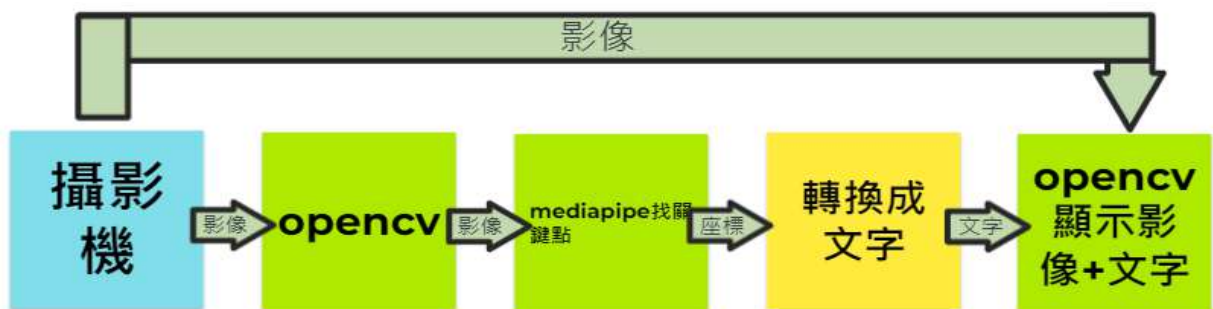 影像
攝影
機
影像
opencv
影像
mediapipe找關
鍵點
座標
轉換成
文字
文字
opencv
顯示影
像+文字